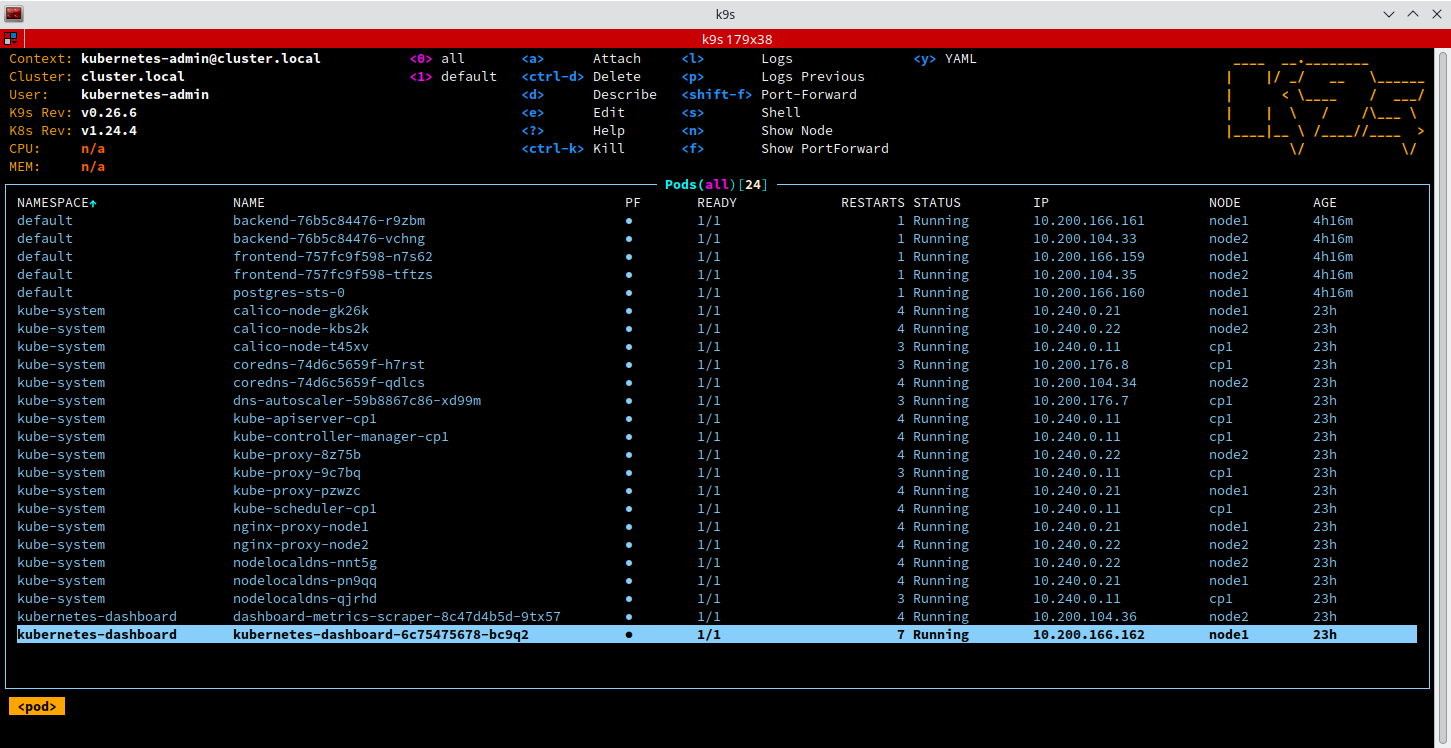 k9s
k9s 179x38
Context: kubernetes-admin@cluster.local <0> all <a> Attach <l> Logs <y> YAML
Cluster: cluster.local <1> default <ctrl-d> Delete <p> Logs Previous
User: kubernetes-admin <d> Describe <shift-f> Port-Forward
K9s Rev: v0.26.6 <e> Edit <s> Shell
K8s Rev: v1.24.4 <?> Help <n> Show Node
CPU: n/a <ctrl-k> Kill <f> Show PortForward
MEM: n/a
Pods(all)[24]
NAMESPACE↑ NAME PF READY RESTARTS STATUS IP NODE AGE
default backend-76b5c84476-r9zbm ● 1/1 1 Running 10.200.166.161 node1 4h16m
default backend-76b5c84476-vchng ● 1/1 1 Running 10.200.104.33 node2 4h16m
default frontend-757fc9f598-n7s62 ● 1/1 1 Running 10.200.166.159 node1 4h16m
default frontend-757fc9f598-tftzs ● 1/1 1 Running 10.200.104.35 node2 4h16m
default postgres-sts-0 ● 1/1 1 Running 10.200.166.160 node1 4h16m
kube-system calico-node-gk26k ● 1/1 4 Running 10.240.0.21 node1 23h
kube-system calico-node-kbs2k ● 1/1 4 Running 10.240.0.22 node2 23h
kube-system calico-node-t45xv ● 1/1 3 Running 10.240.0.11 cp1 23h
kube-system coredns-74d6c5659f-h7rst ● 1/1 3 Running 10.200.176.8 cp1 23h
kube-system coredns-74d6c5659f-qdlcs ● 1/1 4 Running 10.200.104.34 node2 23h
kube-system dns-autoscaler-59b8867c86-xd99m ● 1/1 3 Running 10.200.176.7 cp1 23h
kube-system kube-apiserver-cp1 ● 1/1 4 Running 10.240.0.11 cp1 23h
kube-system kube-controller-manager-cp1 ● 1/1 4 Running 10.240.0.11 cp1 23h
kube-system kube-proxy-8z75b ● 1/1 4 Running 10.240.0.22 node2 23h
kube-system kube-proxy-9c7bq ● 1/1 3 Running 10.240.0.11 cp1 23h
kube-system kube-proxy-pzwzc ● 1/1 4 Running 10.240.0.21 node1 23h
kube-system kube-scheduler-cp1 ● 1/1 4 Running 10.240.0.11 cp1 23h
kube-system nginx-proxy-node1 ● 1/1 4 Running 10.240.0.21 node1 23h
kube-system nginx-proxy-node2 ● 1/1 4 Running 10.240.0.22 node2 23h
kube-system nodelocaldns-nnt5g ● 1/1 4 Running 10.240.0.22 node2 23h
kube-system nodelocaldns-pn9qq ● 1/1 4 Running 10.240.0.21 node1 23h
kube-system nodelocaldns-qjrhd ● 1/1 3 Running 10.240.0.11 cp1 23h
kubernetes-dashboard dashboard-metrics-scraper-8c47d4b5d-9tx57 ● 1/1 4 Running 10.200.104.36 node2 23h
kubernetes-dashboard kubernetes-dashboard-6c75475678-bc9q2 ● 1/1 7 Running 10.200.166.162 node1 23h
<pod>